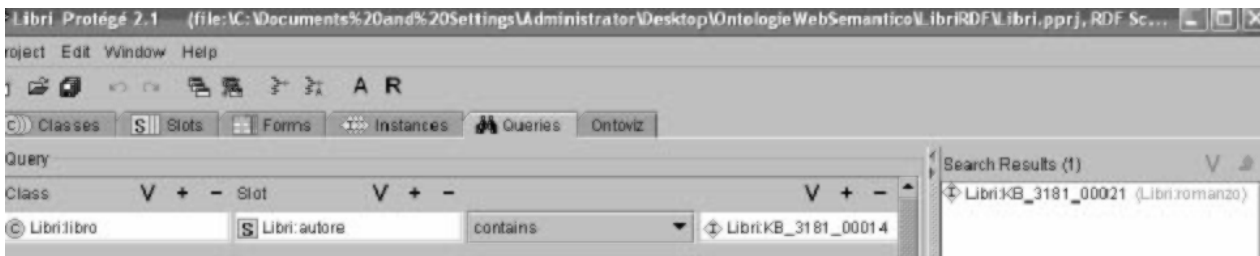 Libri Protégé 2.1 (file:\C:\Documents%20and%20Settings\Administrator\Desktop\OntologieWebSemantico\LibriRDF\Libri.pprj, RDF Sc...
roject Edit Window Help
A R
C Classes S Slots Forms Instances Queries Ontoviz
Query
Search Results (1) V
Class V + - Slot V + - V + -
Libri:KB_3181_00021 (Libri:romanzo)
C Libri:libro S Libri:autore contains Libri:KB_3181_00014